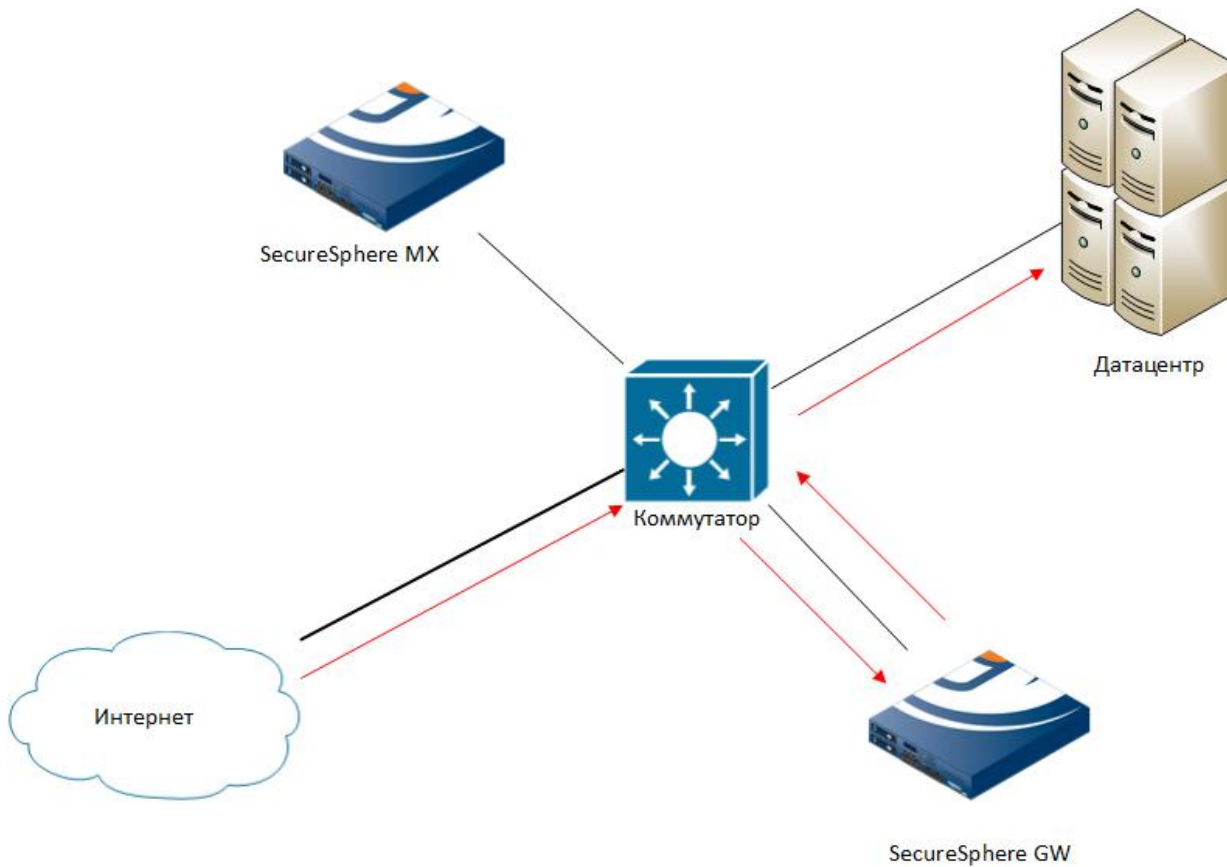 SecureSphere MX
Датацентр
Коммутатор
Интернет
SecureSphere GW